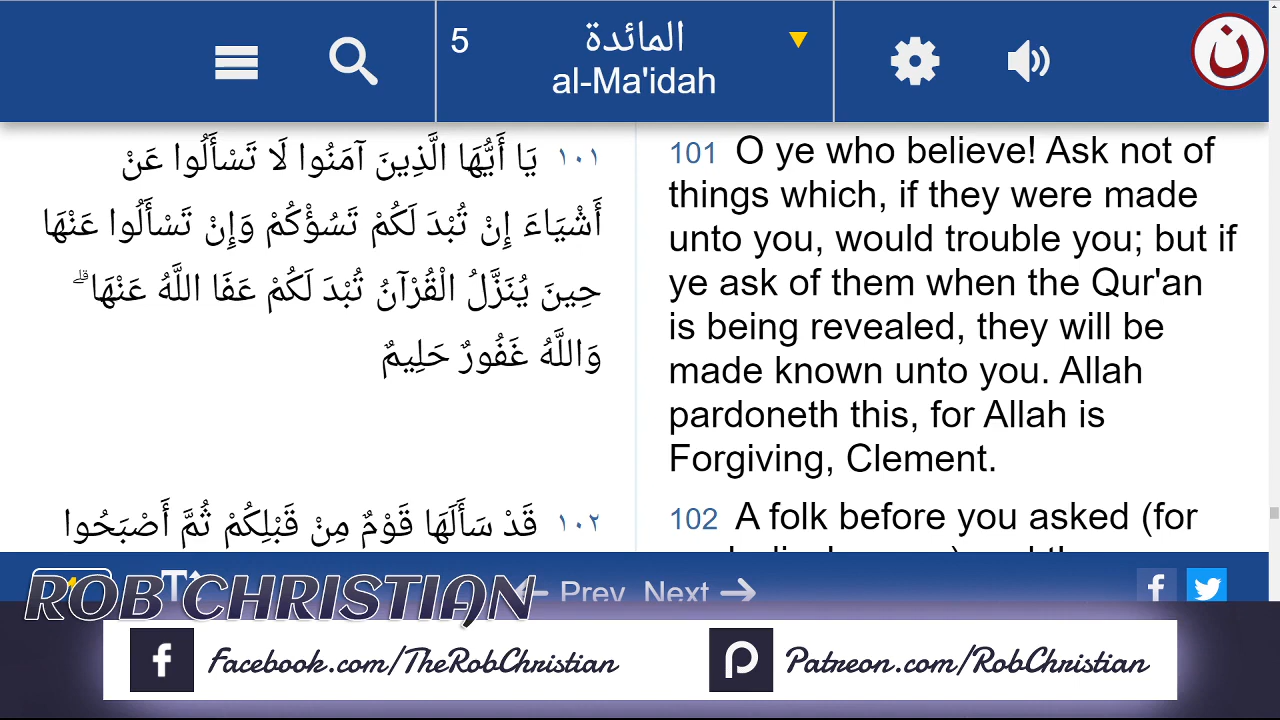 5
المائدة
al-Ma'idah
ن
١٠١ يَا أَيُّهَا الَّذِينَ آمَنُوا لَا تَسْأَلُوا عَنْ
أَشْيَاءَ إِنْ تُبْدَ لَكُمْ تَسُؤْكُمْ وَإِنْ تَسْأَلُوا عَنْهَا
حِينَ يُنَزَّلُ الْقُرْآنُ تُبْدَ لَكُمْ عَفَا اللَّهُ عَنْهَا ۗ
وَاللَّهُ غَفُورٌ حَلِيمٌ
١٠٢ قَدْ سَأَلَهَا قَوْمٌ مِنْ قَبْلِكُمْ ثُمَّ أَصْبَحُوا
101 O ye who believe! Ask not of
things which, if they were made
unto you, would trouble you; but if
ye ask of them when the Qur'an
is being revealed, they will be
made known unto you. Allah
pardoneth this, for Allah is
Forgiving, Clement.
102 A folk before you asked (for
Prev Next
ROB CHRISTIAN
Facebook.com/TheRobChristian
Patreon.com/RobChristian